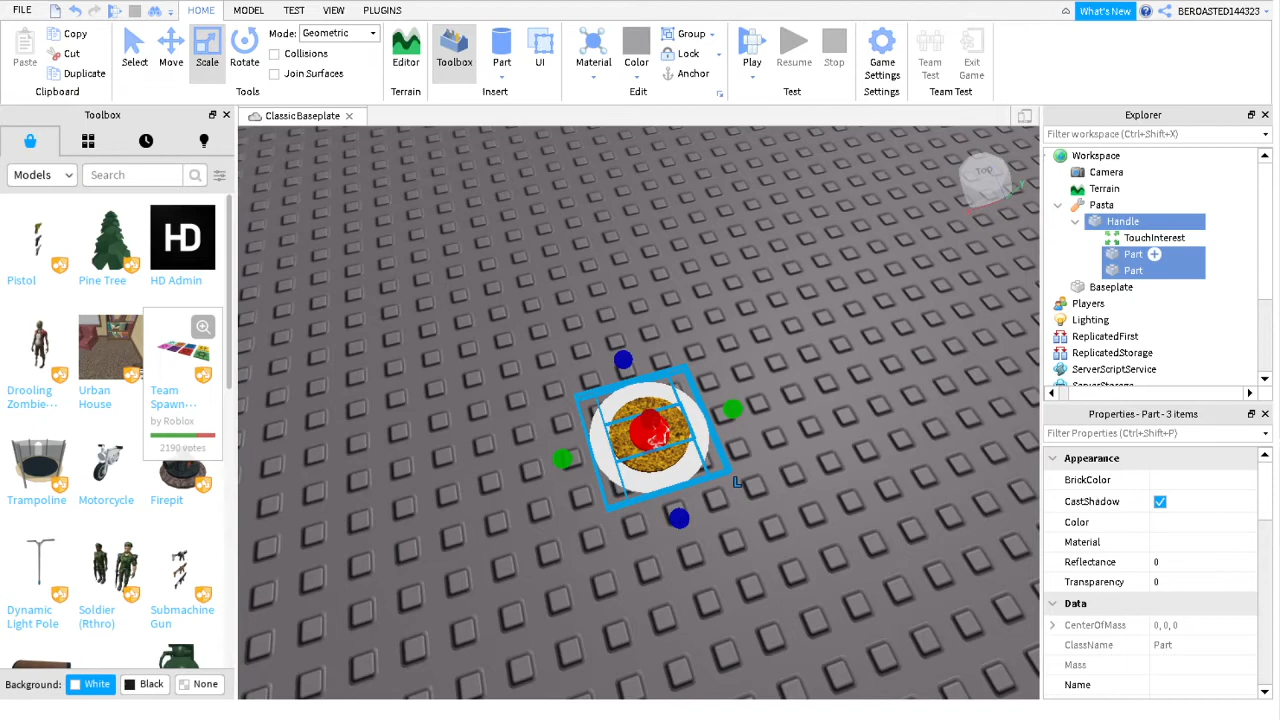 FILE HOME MODEL TEST VIEW PLUGINS What's New BEROASTED144323
Paste Copy Cut Duplicate Select Move Scale Rotate Mode: Geometric Collisions Join Surfaces Editor Toolbox Part UI Material Color Group Lock Anchor Play Resume Stop Game Settings Team Test Exit Game
Clipboard Tools Terrain Insert Edit Test Settings Team Test
Toolbox
Models Search
Pistol Pine Tree HD Admin
HD
Drooling Zombie··· Urban House Team Spawn···
by Roblox
2190 votes
Trampoline Motorcycle Firepit
Dynamic Light Pole Soldier (Rthro) Submachine Gun
Background: White Black None
ClassicBaseplate
Top
Y
L
Explorer
Filter workspace (Ctrl+Shift+X)
Workspace
Camera
Terrain
Pasta
Handle
TouchInterest
Part
Part
Baseplate
Players
Lighting
ReplicatedFirst
ReplicatedStorage
ServerScriptService
Properties - Part - 3 items
Filter Properties (Ctrl+Shift+P)
Appearance
BrickColor
CastShadow
Color
Material
Reflectance 0
Transparency 0
Data
CenterOfMass 0, 0, 0
ClassName Part
Mass
Name